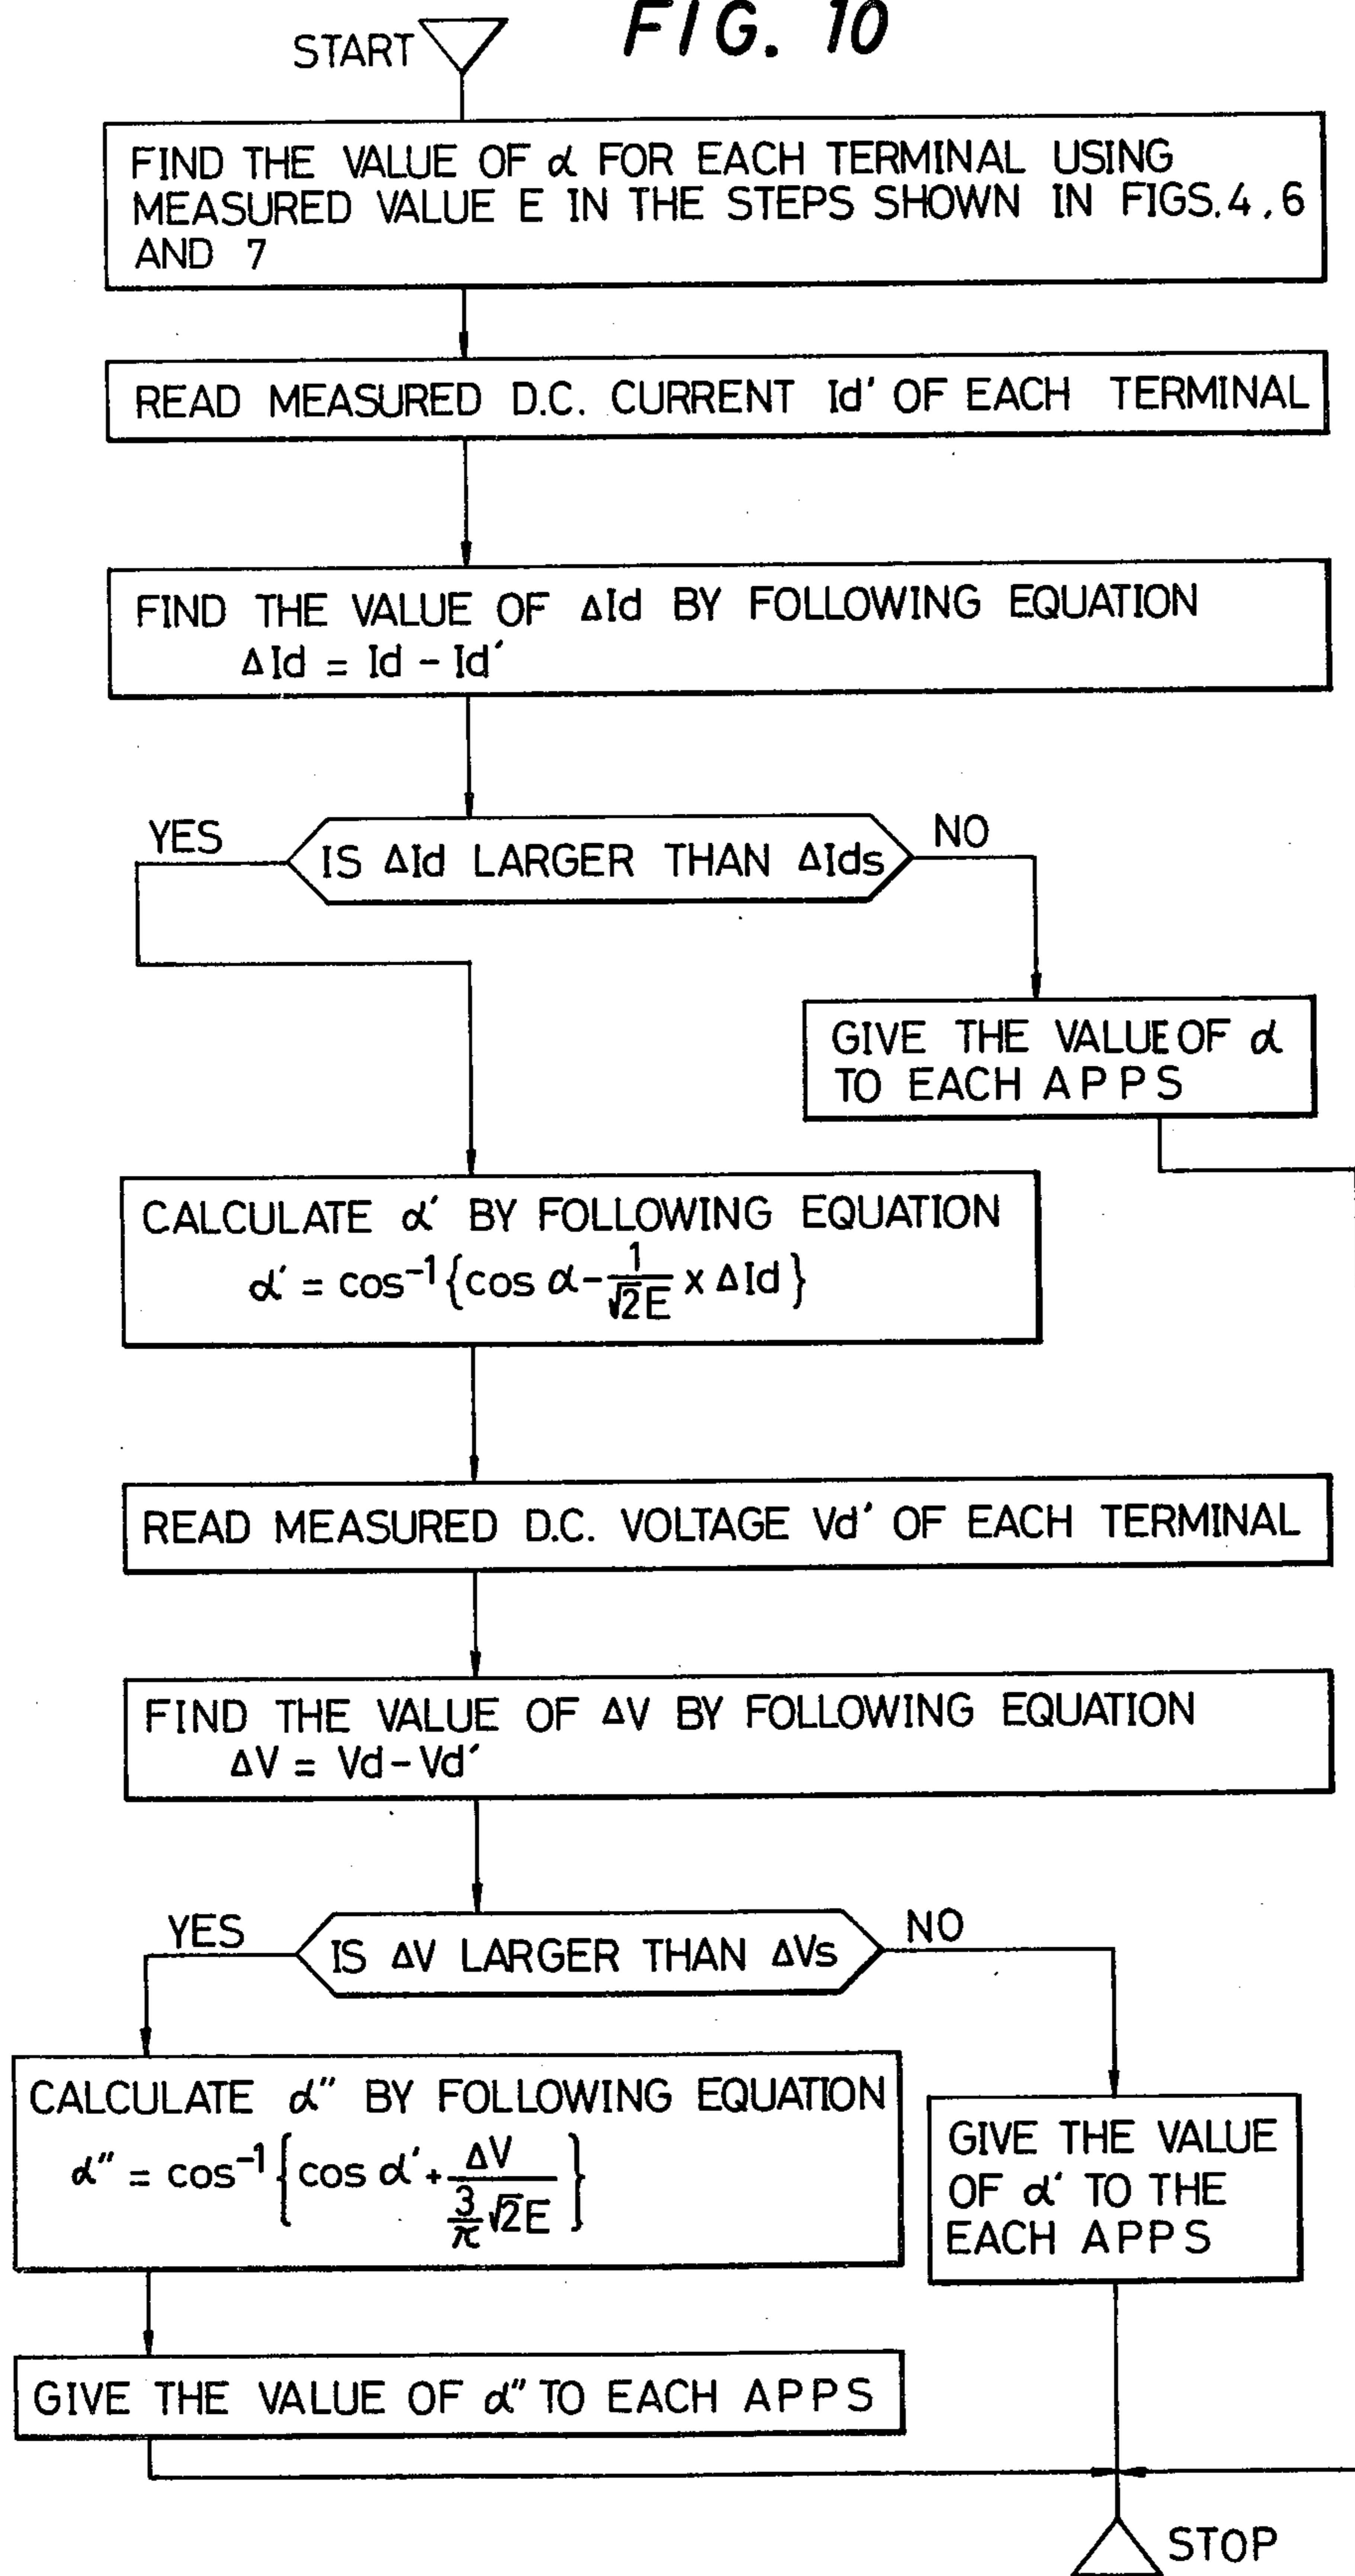 FIG. 10
START
FIND THE VALUE OF α FOR EACH TERMINAL USING
MEASURED VALUE E IN THE STEPS SHOWN IN FIGS. 4, 6
AND 7
READ MEASURED D.C. CURRENT Id′ OF EACH TERMINAL
FIND THE VALUE OF ΔId BY FOLLOWING EQUATION
ΔId = Id - Id′
YES
IS ΔId LARGER THAN ΔIds
NO
GIVE THE VALUE OF α
TO EACH APPS
CALCULATE α′ BY FOLLOWING EQUATION
α′ = cos⁻¹{cos α - 1/√2E × ΔId}
READ MEASURED D.C. VOLTAGE Vd′ OF EACH TERMINAL
FIND THE VALUE OF ΔV BY FOLLOWING EQUATION
ΔV = Vd - Vd′
YES
IS ΔV LARGER THAN ΔVs
NO
CALCULATE α″ BY FOLLOWING EQUATION
α″ = cos⁻¹{cos α′ + ΔV / (3/π √2E)}
GIVE THE VALUE
OF α′ TO THE
EACH APPS
GIVE THE VALUE OF α″ TO EACH APPS
STOP